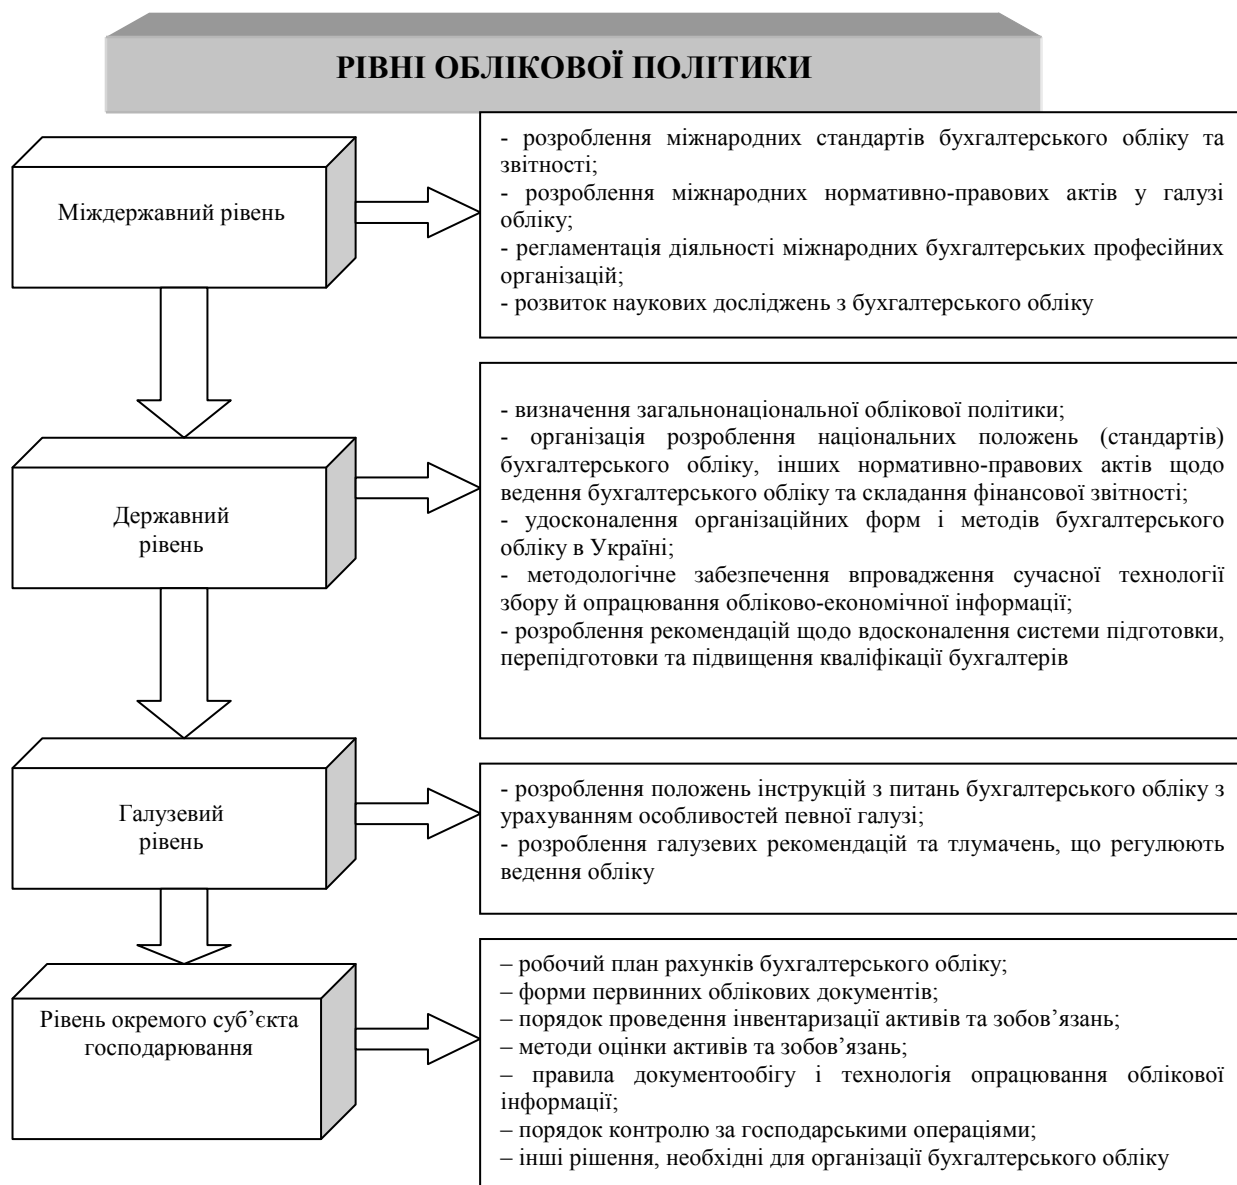 РІВНІ ОБЛІКОВОЇ ПОЛІТИКИ
Міждержавний рівень
- розроблення міжнародних стандартів бухгалтерського обліку та
звітності;
- розроблення міжнародних нормативно-правових актів у галузі
обліку;
- регламентація діяльності міжнародних бухгалтерських професійних
організацій;
- розвиток наукових досліджень з бухгалтерського обліку
Державний
рівень
- визначення загальнонаціональної облікової політики;
- організація розроблення національних положень (стандартів)
бухгалтерського обліку, інших нормативно-правових актів щодо
ведення бухгалтерського обліку та складання фінансової звітності;
- удосконалення організаційних форм і методів бухгалтерського
обліку в Україні;
- методологічне забезпечення впровадження сучасної технології
збору й опрацювання обліково-економічної інформації;
- розроблення рекомендацій щодо вдосконалення системи підготовки,
перепідготовки та підвищення кваліфікації бухгалтерів
Галузевий
рівень
- розроблення положень інструкцій з питань бухгалтерського обліку з
урахуванням особливостей певної галузі;
- розроблення галузевих рекомендацій та тлумачень, що регулюють
ведення обліку
Рівень окремого суб’єкта
господарювання
– робочий план рахунків бухгалтерського обліку;
– форми первинних облікових документів;
– порядок проведення інвентаризації активів та зобов’язань;
– методи оцінки активів та зобов’язань;
– правила документообігу і технологія опрацювання облікової
інформації;
– порядок контролю за господарськими операціями;
– інші рішення, необхідні для організації бухгалтерського обліку